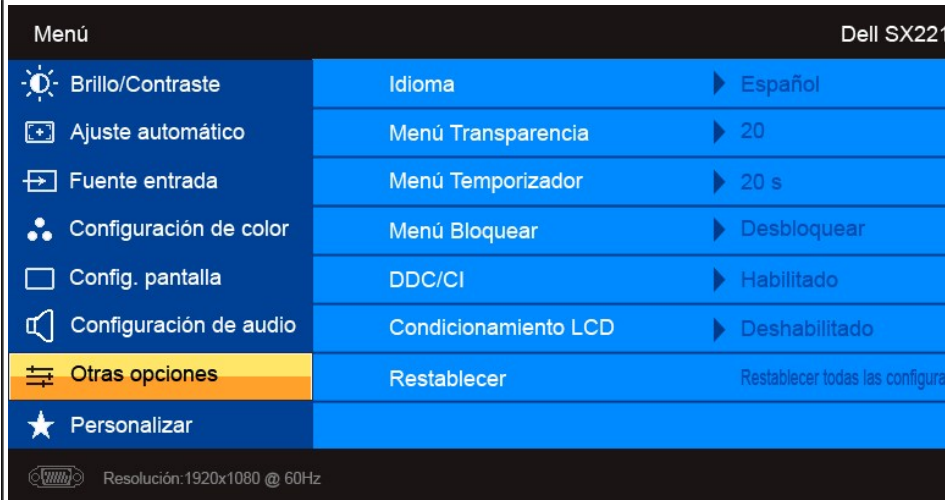 Menú Dell SX221
Brillo/Contraste Idioma Español
Ajuste automático Menú Transparencia 20
Fuente entrada Menú Temporizador 20 s
Configuración de color Menú Bloquear Desbloquear
Config. pantalla DDC/CI Habilitado
Configuración de audio Condicionamiento LCD Deshabilitado
Otras opciones Restablecer Restablecer todas las configura
Personalizar
Resolución:1920x1080 @ 60Hz